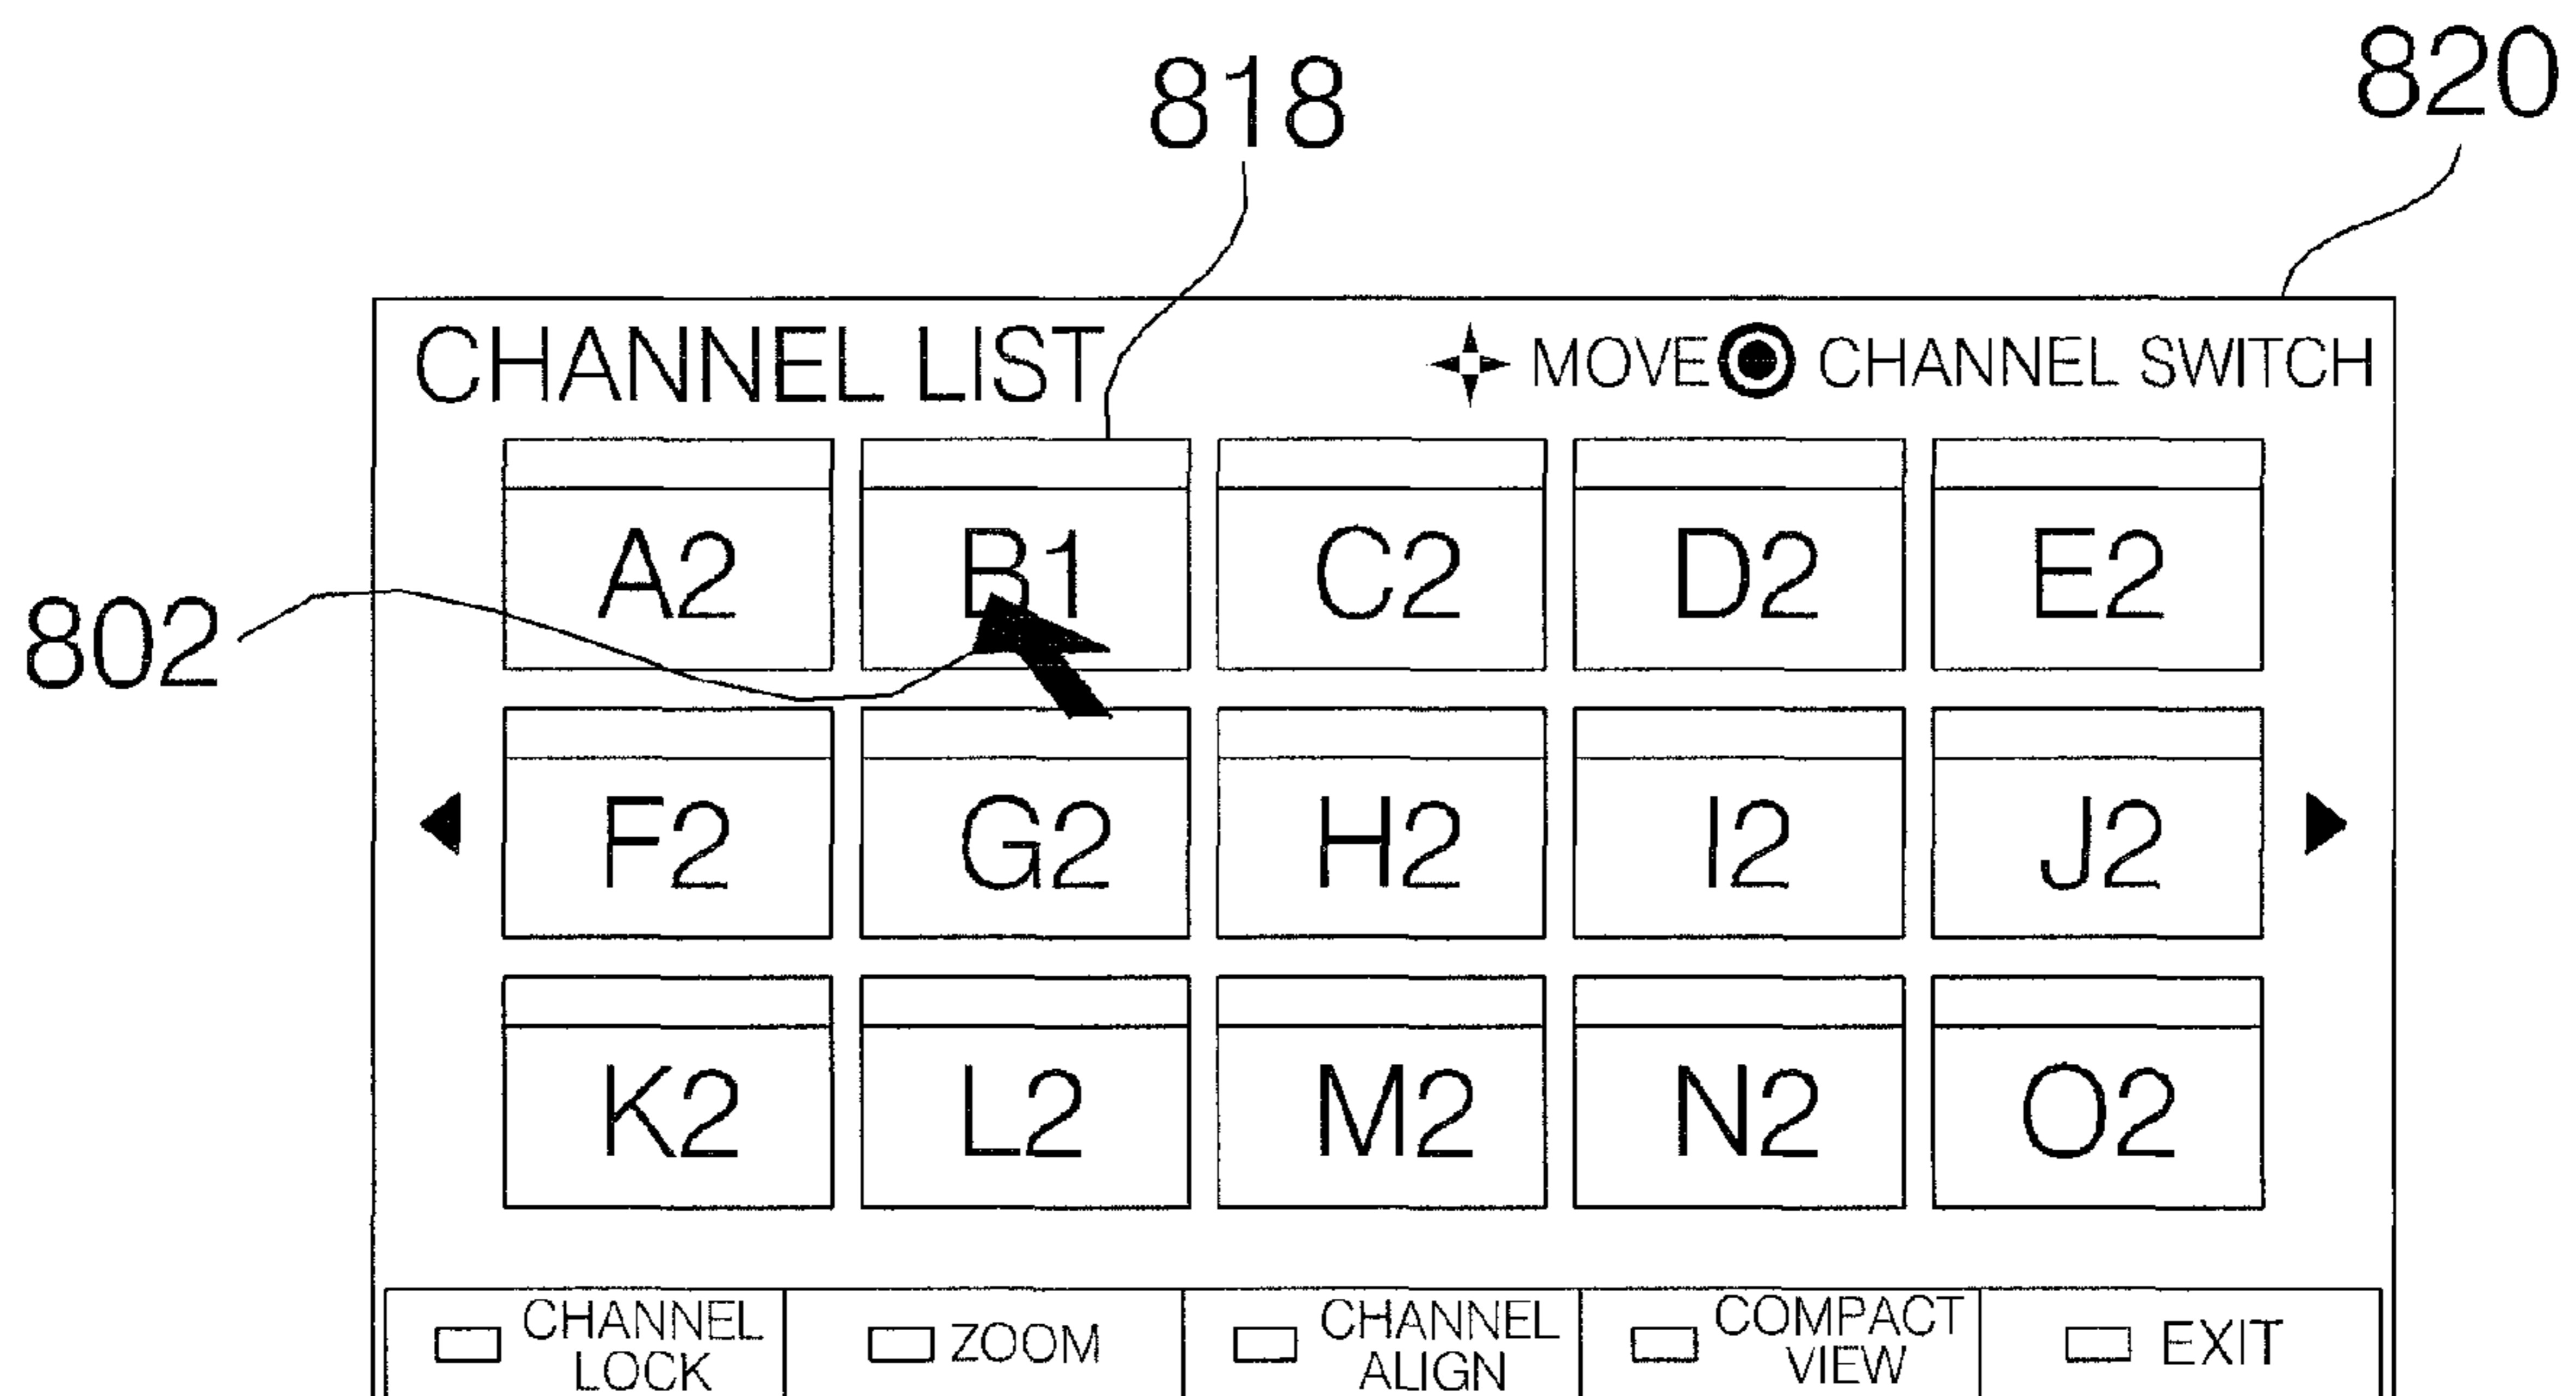 820
818
CHANNEL LIST MOVE CHANNEL SWITCH
A2 B1 C2 D2 E2
802
F2 G2 H2 I2 J2
K2 L2 M2 N2 O2
CHANNEL LOCK ZOOM CHANNEL ALIGN COMPACT VIEW EXIT